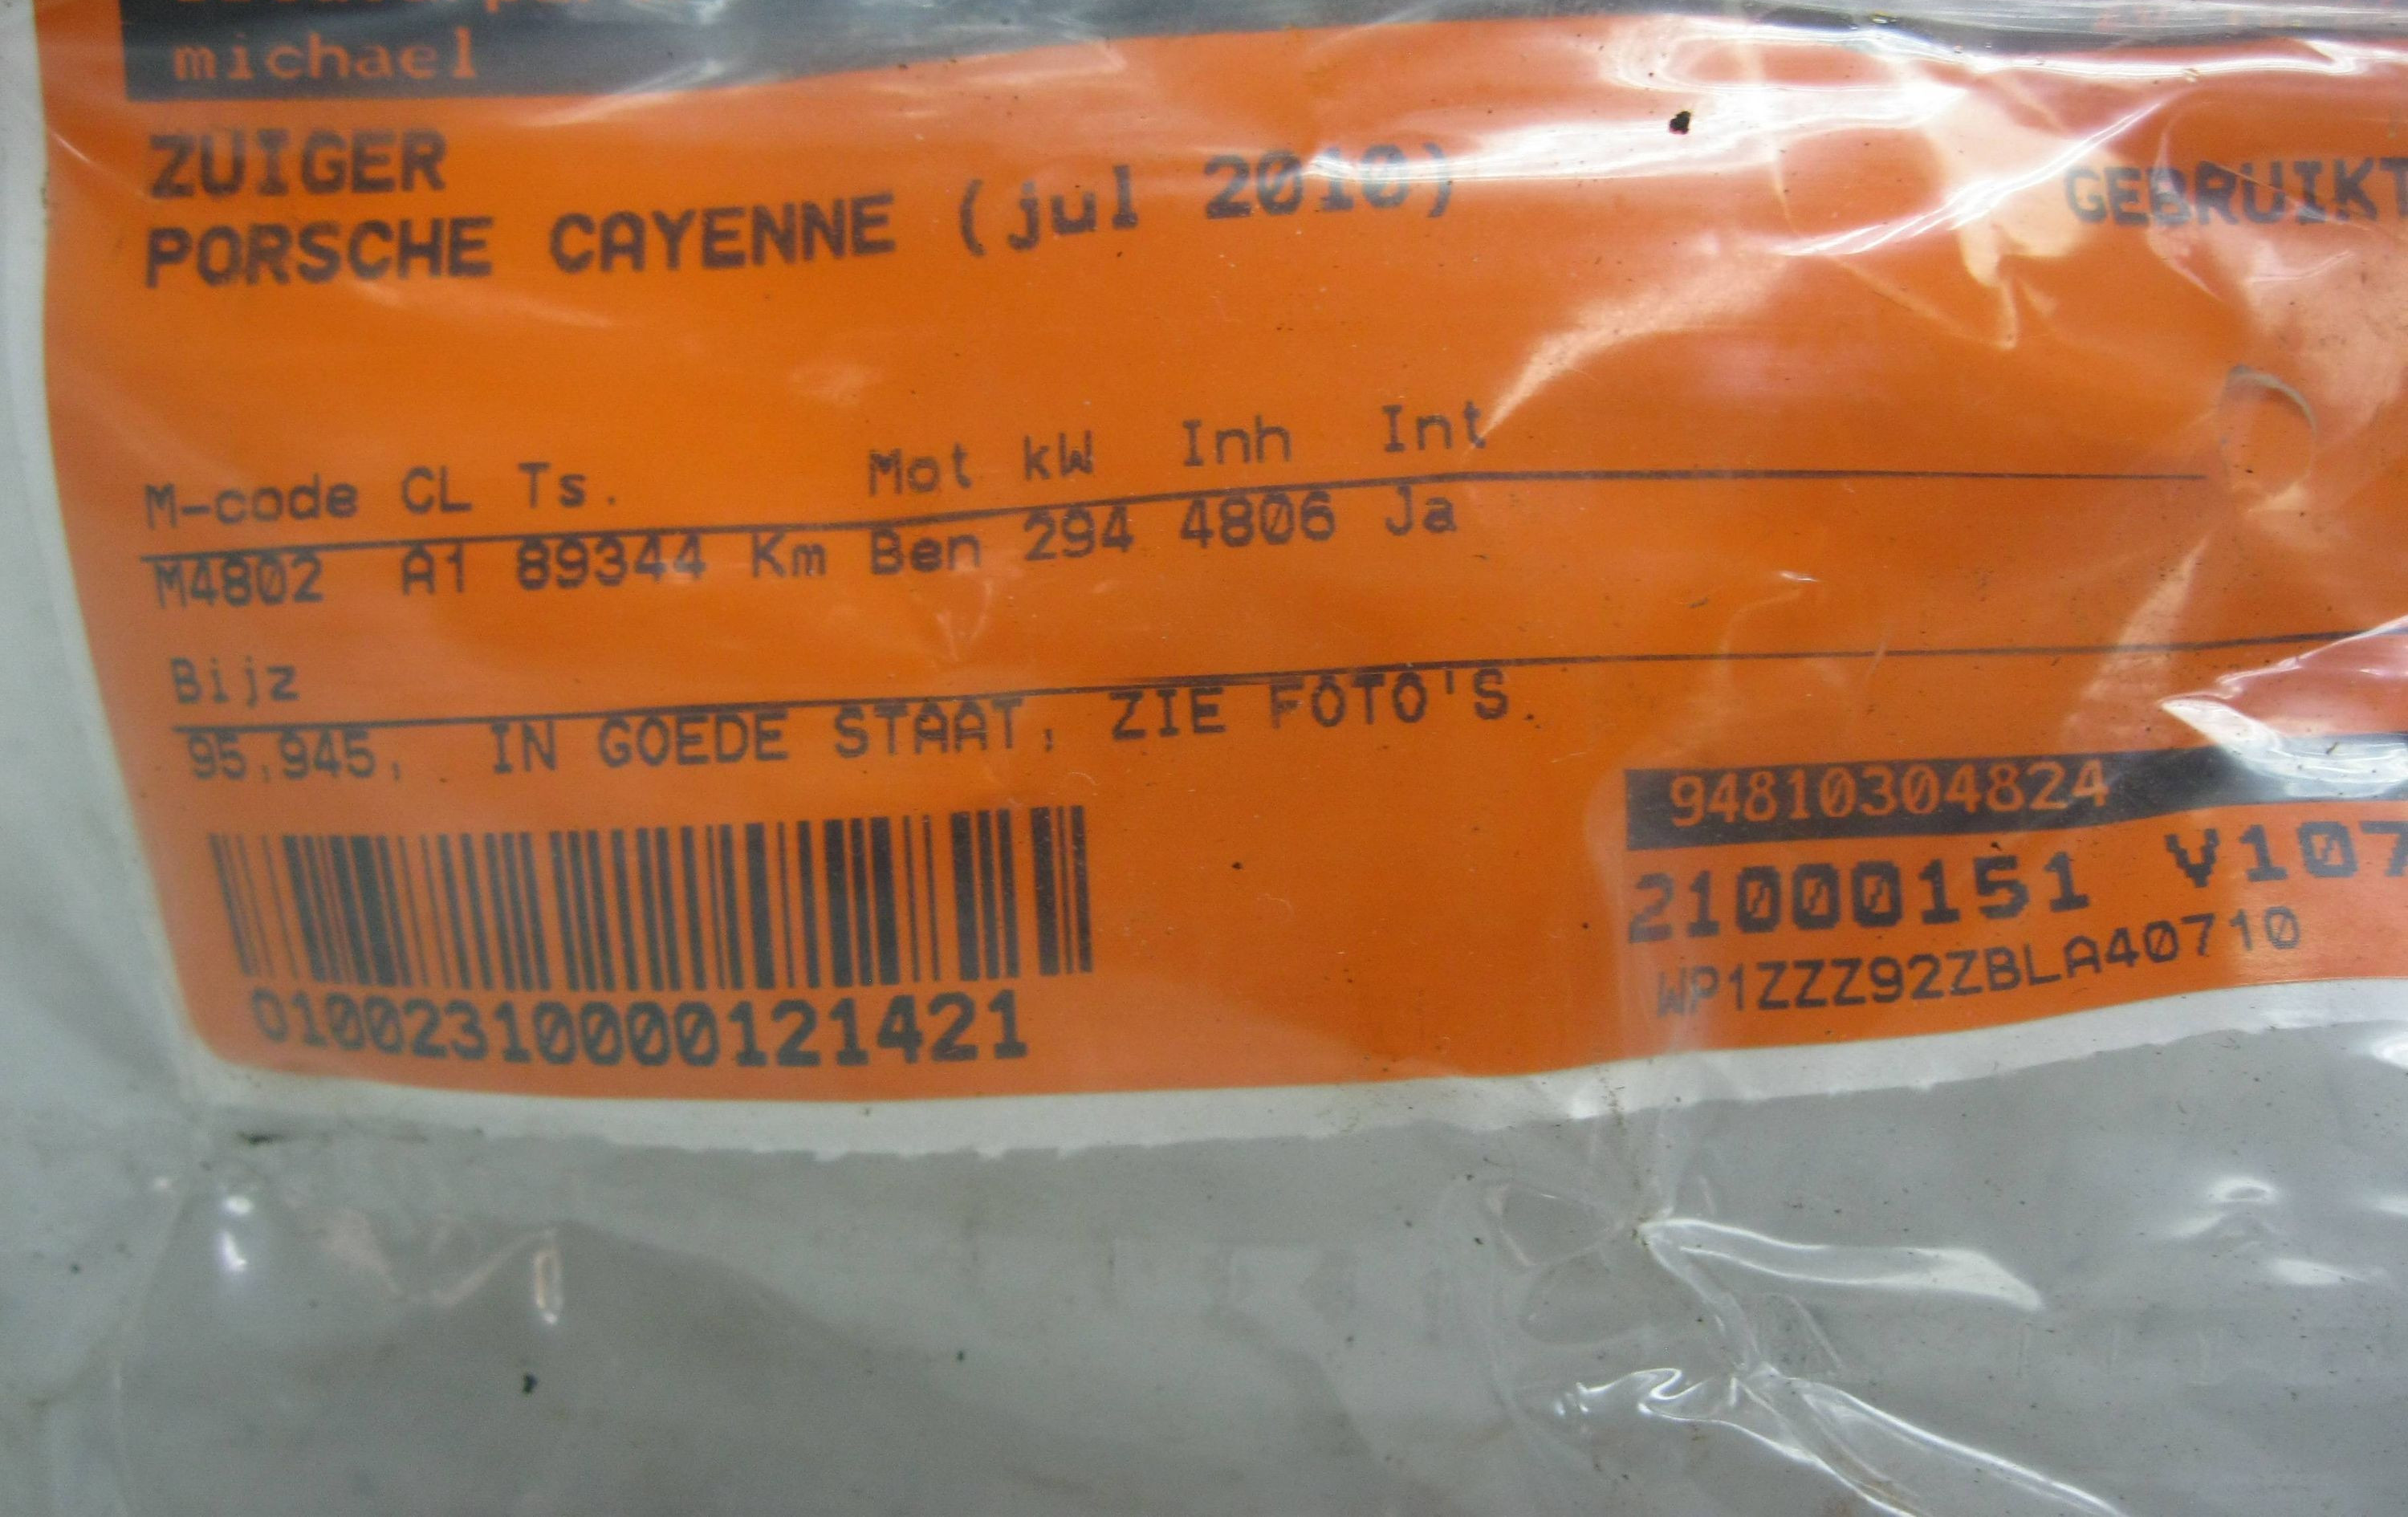 michael
ZUIGER
GEBRUIKT
PORSCHE CAYENNE (jul 2010)
M-code CL Ts. Mot kW Inh Int
M4802 A1 89344 Km Ben 294 4806 Ja
Bijz
95,945, IN GOEDE STAAT, ZIE FOTO'S.
94810304824
21000151 V107
WP1ZZZ92ZBLA40710
01002310000121421